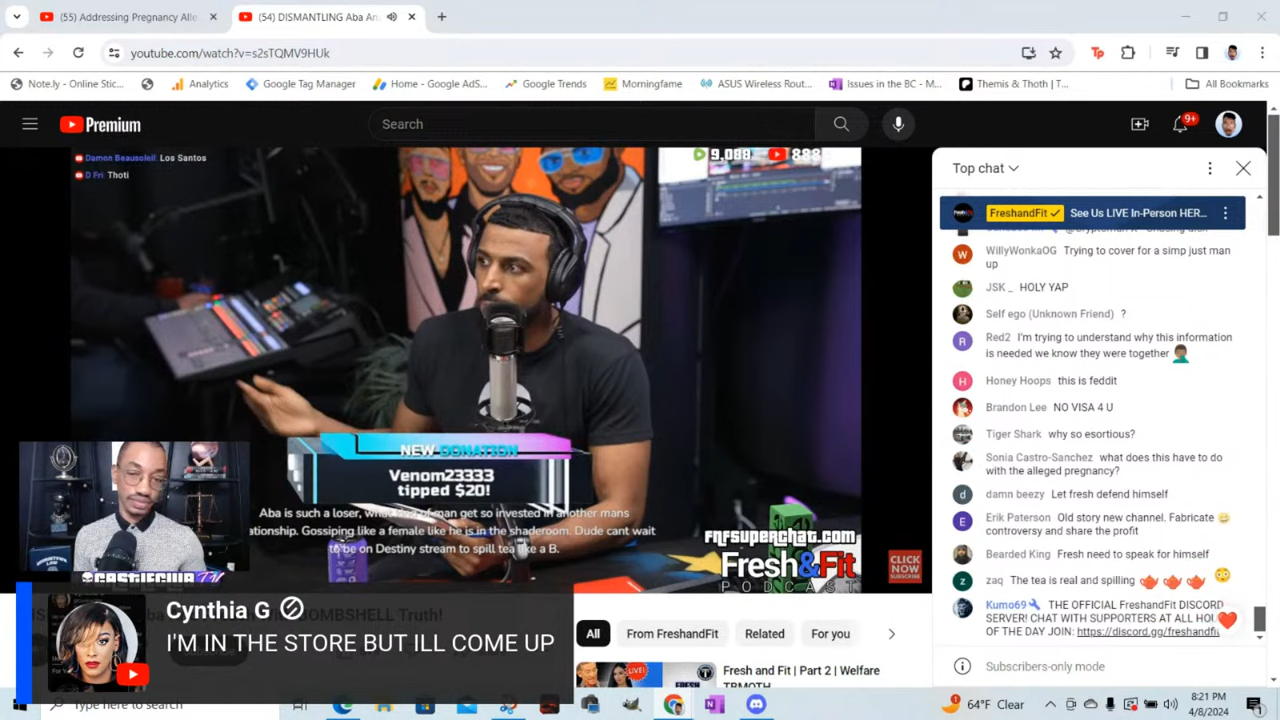 (55) Addressing Pregnancy Alle
(54) DISMANTLING Aba An
youtube.com/watch?v=s2sTQMV9HUk
Note.ly - Online Stic...
Analytics
Google Tag Manager
Home - Google AdS...
Google Trends
Morningfame
ASUS Wireless Rout...
Issues in the BC - M...
Themis & Thoth | T...
All Bookmarks
Premium
Search
9+
Damon Beausoleil: Los Santos
D Fri: Thoti
9,088
888
NEW DONATION
Venom23333
tipped $20!
Aba is such a loser, what
man get so invested in another mans
ationship. Gossiping like a female like he is in the shaderoom. Dude cant wait
to be on Destiny stream to spill tea like a B.
FNFSUPERCHAT.COM
Fresh&Fit
PODCAST
CLICK
NOW
SUBSCRIBE
CASTLECLUB TV
BOMBSHELL Truth!
Cynthia G
I'M IN THE STORE BUT ILL COME UP
All
From FreshandFit
Related
For you
LIVE!
Fresh and Fit | Part 2 | Welfare
TRMOTH
Top chat
FreshandFit
See Us LIVE In-Person HER...
WillyWonkaOG Trying to cover for a simp just man
up
JSK _ HOLY YAP
Self ego (Unknown Friend) ?
Red2 I'm trying to understand why this information
is needed we know they were together
Honey Hoops this is feddit
Brandon Lee NO VISA 4 U
Tiger Shark why so esortious?
Sonia Castro-Sanchez what does this have to do
with the alleged pregnancy?
damn beezy Let fresh defend himself
Erik Paterson Old story new channel. Fabricate
controversy and share the profit
Bearded King Fresh need to speak for himself
zaq The tea is real and spilling
Kumo69 THE OFFICIAL FreshandFit DISCORD
SERVER! CHAT WITH SUPPORTERS AT ALL HOU
OF THE DAY JOIN: https://discord.gg/freshandfi
Subscribers-only mode
Type here to search
64°F Clear
8:21 PM
4/8/2024